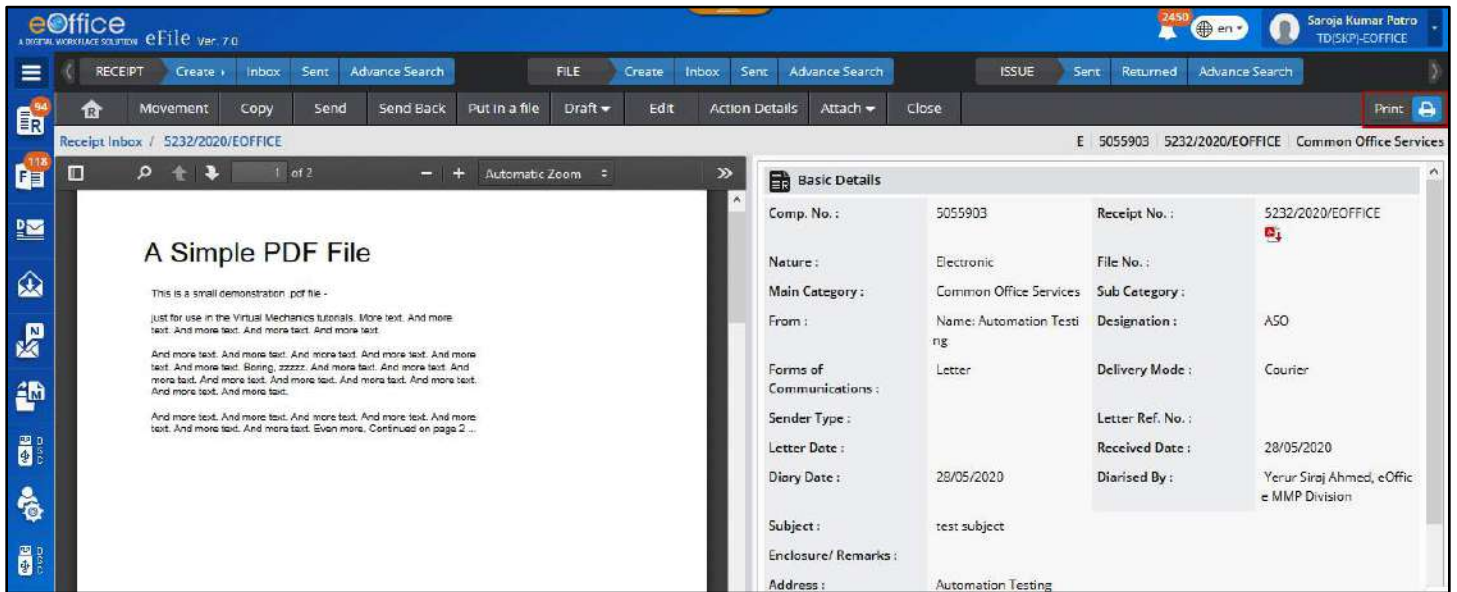 eOffice
A DIGITAL WORKPLACE SOLUTION eFile Ver. 7.0
2450 en Saroja Kumar Patro
TD(SKP)-EOFFICE
RECEIPT Create Inbox Sent Advance Search FILE Create Inbox Sent Advance Search ISSUE Sent Returned Advance Search
94 R Movement Copy Send Send Back Put in a file Draft Edit Action Details Attach Close Print
Receipt Inbox / 5232/2020/EOFFICE E 5055903 5232/2020/EOFFICE Common Office Services
118
F
D
N
M
DSC
DSC
1 of 2 − + Automatic Zoom
A Simple PDF File
This is a small demonstration .pdf file -
just for use in the Virtual Mechanics tutorials. More text. And more
text. And more text. And more text. And more text.
And more text. And more text. And more text. And more text. And more
text. And more text. Boring, zzzzz. And more text. And more text. And
more text. And more text. And more text. And more text. And more text.
And more text. And more text.
And more text. And more text. And more text. And more text. And more
text. And more text. And more text. Even more. Continued on page 2 ...
Basic Details
Comp. No. : 5055903 Receipt No. : 5232/2020/EOFFICE
Nature : Electronic File No. :
Main Category : Common Office Services Sub Category :
From : Name: Automation Testi Designation : ASO
ng
Forms of Letter Delivery Mode : Courier
Communications :
Sender Type : Letter Ref. No. :
Letter Date : Received Date : 28/05/2020
Diary Date : 28/05/2020 Diarised By : Yerur Siraj Ahmed, eOffic
e MMP Division
Subject : test subject
Enclosure/ Remarks :
Address : Automation Testing